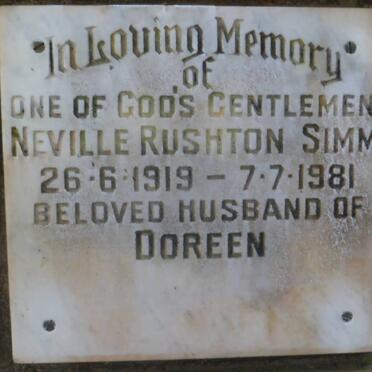 In Loving Memory
of
ONE OF GOD'S GENTLEMEN
NEVILLE RUSHTON SIMM
26·6·1919 – 7·7·1981
BELOVED HUSBAND OF
DOREEN